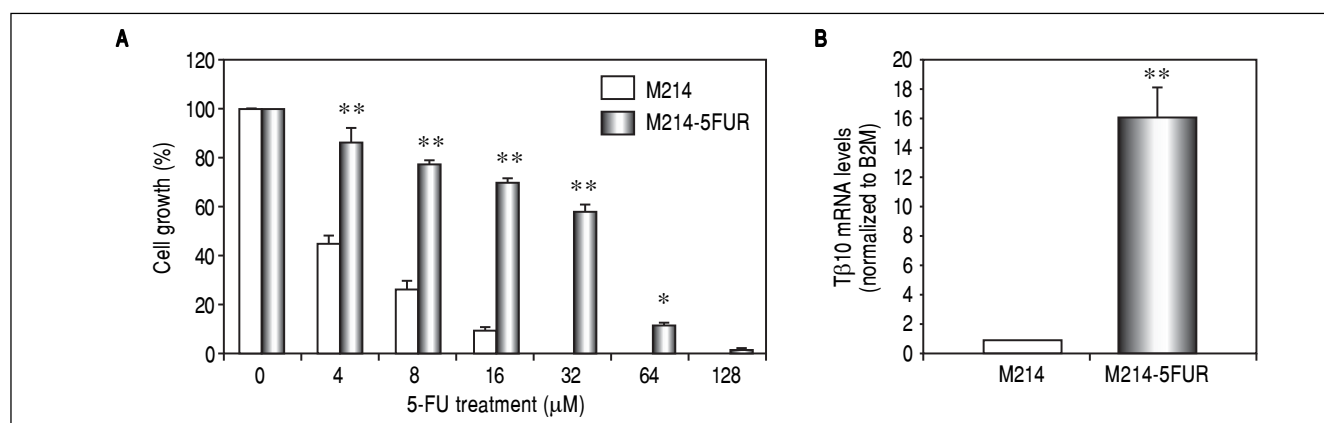 A
120
100
80
60
40
20
0
Cell growth (%)
M214
M214-5FUR
**
**
**
**
*
0 4 8 16 32 64 128
5-FU treatment (μM)
B
20
18
16
14
12
10
8
6
4
2
0
Tβ10 mRNA levels
(normalized to B2M)
**
M214 M214-5FUR